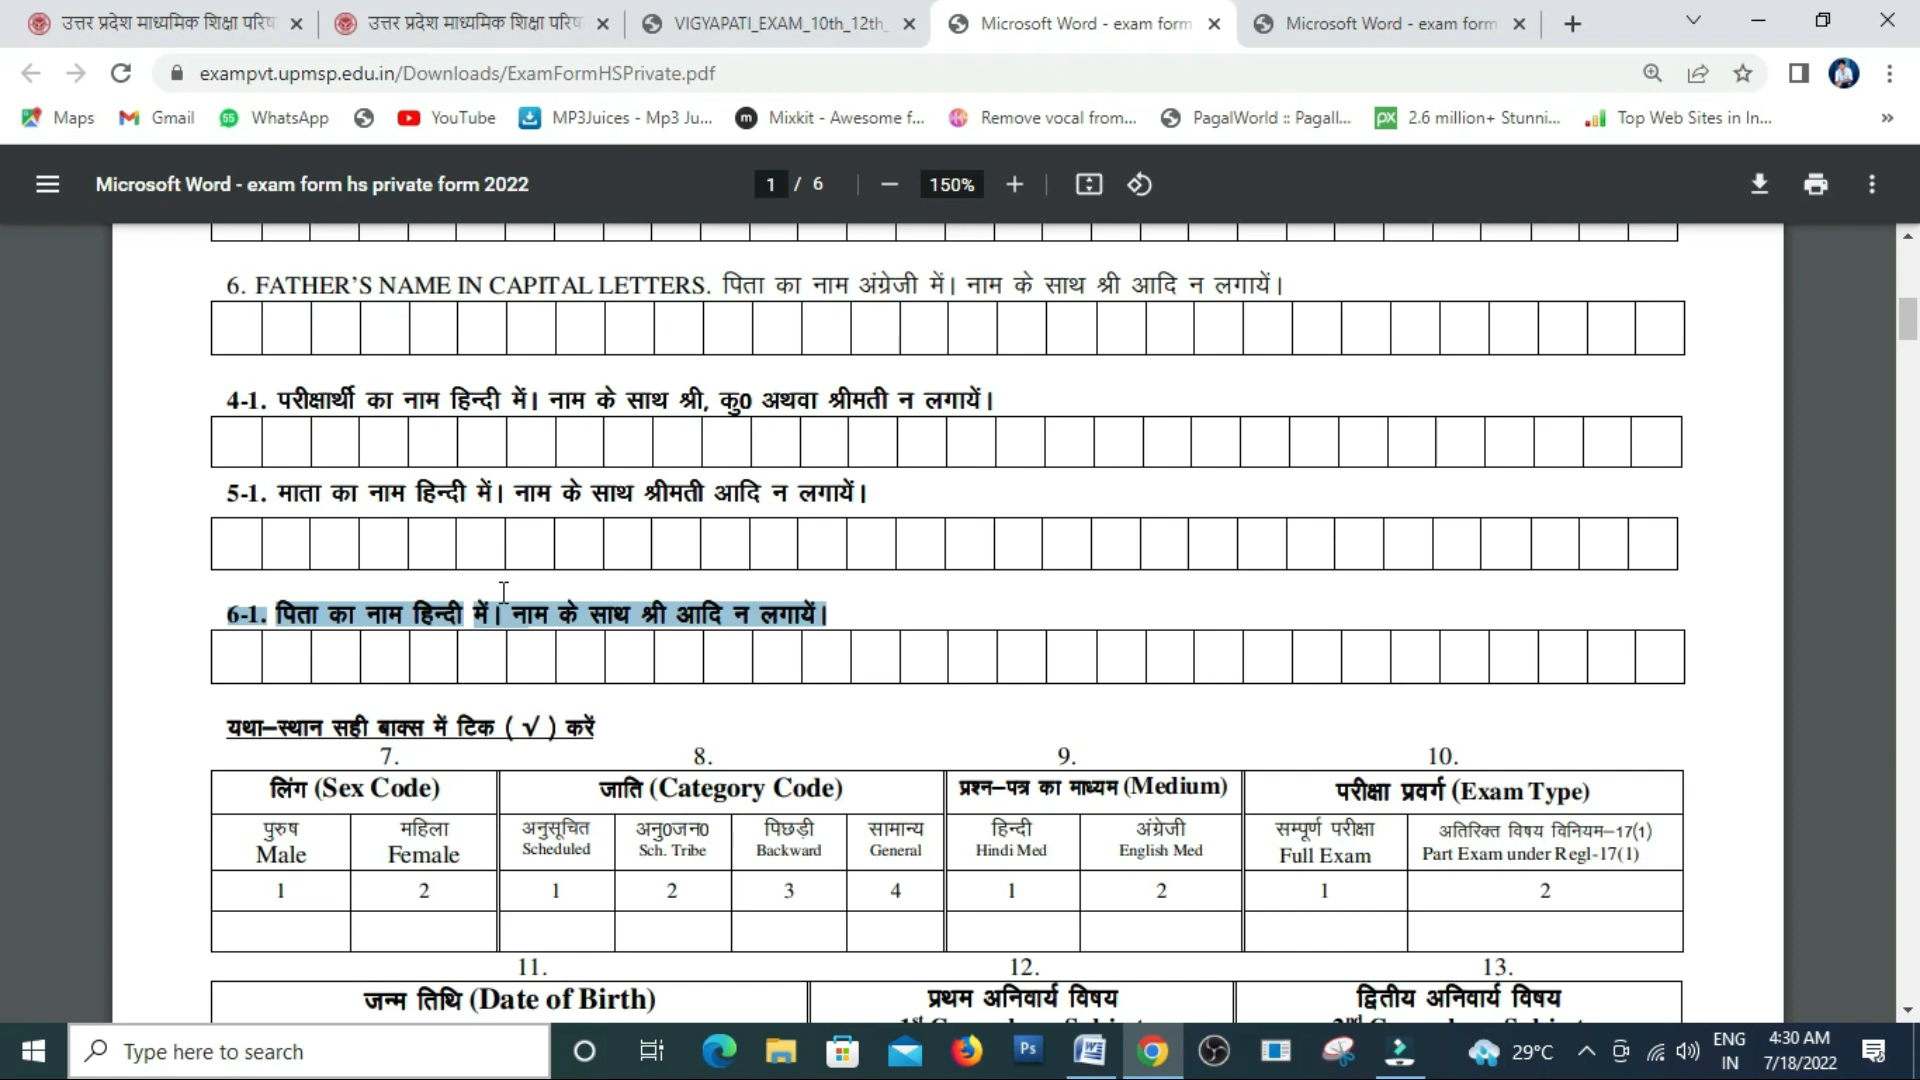 उत्तर प्रदेश माध्यमिक शिक्षा परिष
उत्तर प्रदेश माध्यमिक शिक्षा परिष
VIGYAPATI_EXAM_10th_12th_
Microsoft Word - exam form
Microsoft Word - exam form
exampvt.upmsp.edu.in/Downloads/ExamFormHSPrivate.pdf
Maps
Gmail
55
WhatsApp
YouTube
MP3Juices - Mp3 Ju...
m
Mixkit - Awesome f...
Remove vocal from...
PagalWorld :: Pagall...
px
2.6 million+ Stunni...
Top Web Sites in In...
Microsoft Word - exam form hs private form 2022
1 / 6
150%
6. FATHER’S NAME IN CAPITAL LETTERS. पिता का नाम अंग्रेजी में। नाम के साथ श्री आदि न लगायें।
4-1. परीक्षार्थी का नाम हिन्दी में। नाम के साथ श्री, कु0 अथवा श्रीमती न लगायें।
5-1. माता का नाम हिन्दी में। नाम के साथ श्रीमती आदि न लगायें।
6-1. पिता का नाम हिन्दी में। नाम के साथ श्री आदि न लगायें।
यथा–स्थान सही बाक्स में टिक ( √ ) करें
7. 8. 9. 10.
लिंग (Sex Code) जाति (Category Code) प्रश्न–पत्र का माध्यम (Medium) परीक्षा प्रवर्ग (Exam Type)
पुरुष महिला अनुसूचित अनु0जन0 पिछड़ी सामान्य हिन्दी अंग्रेजी सम्पूर्ण परीक्षा अतिरिक्त विषय विनियम–17(1)
Male Female Scheduled Sch. Tribe Backward General Hindi Med English Med Full Exam Part Exam under Regl-17(1)
1 2 1 2 3 4 1 2 1 2
11. 12. 13.
जन्म तिथि (Date of Birth) प्रथम अनिवार्य विषय द्वितीय अनिवार्य विषय
Type here to search
Ps
29°C
ENG
IN
4:30 AM
7/18/2022